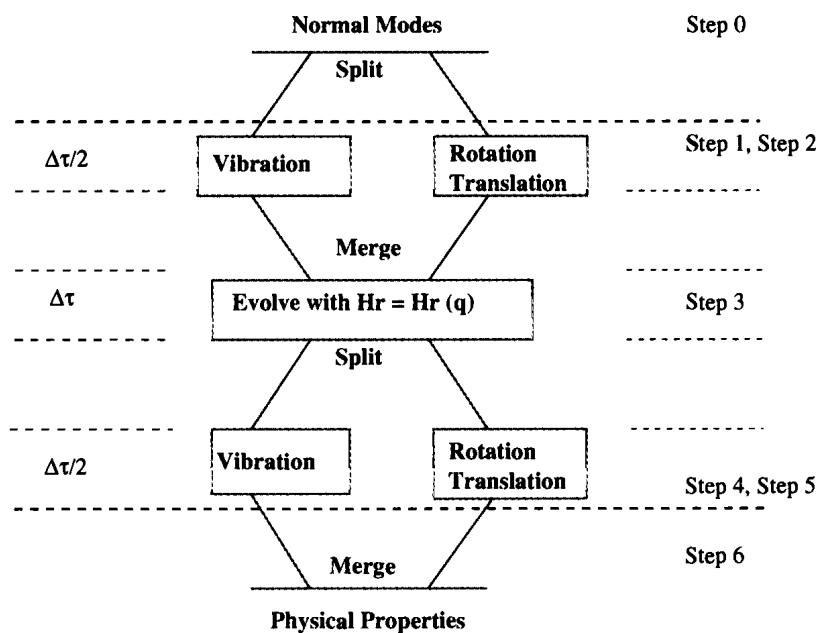 Normal Modes
Step 0
Split
Δτ/2
Vibration
Rotation
Translation
Step 1, Step 2
Merge
Δτ
Evolve with Hr = Hr (q)
Step 3
Split
Δτ/2
Vibration
Rotation
Translation
Step 4, Step 5
Merge
Step 6
Physical Properties